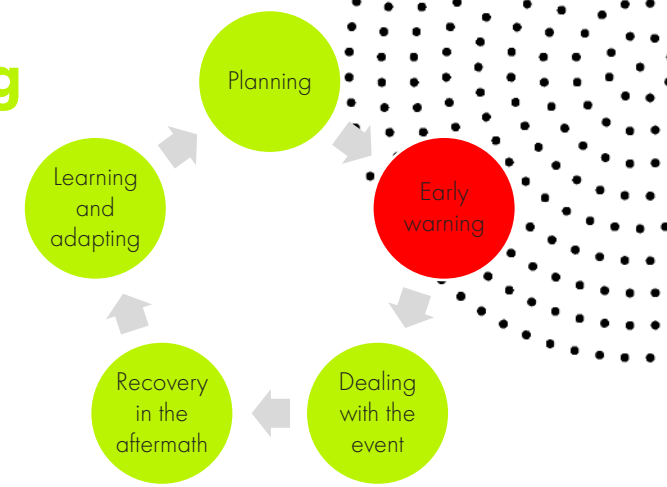 g
Planning
Early
warning
Dealing
with the
event
Recovery
in the
aftermath
Learning
and
adapting